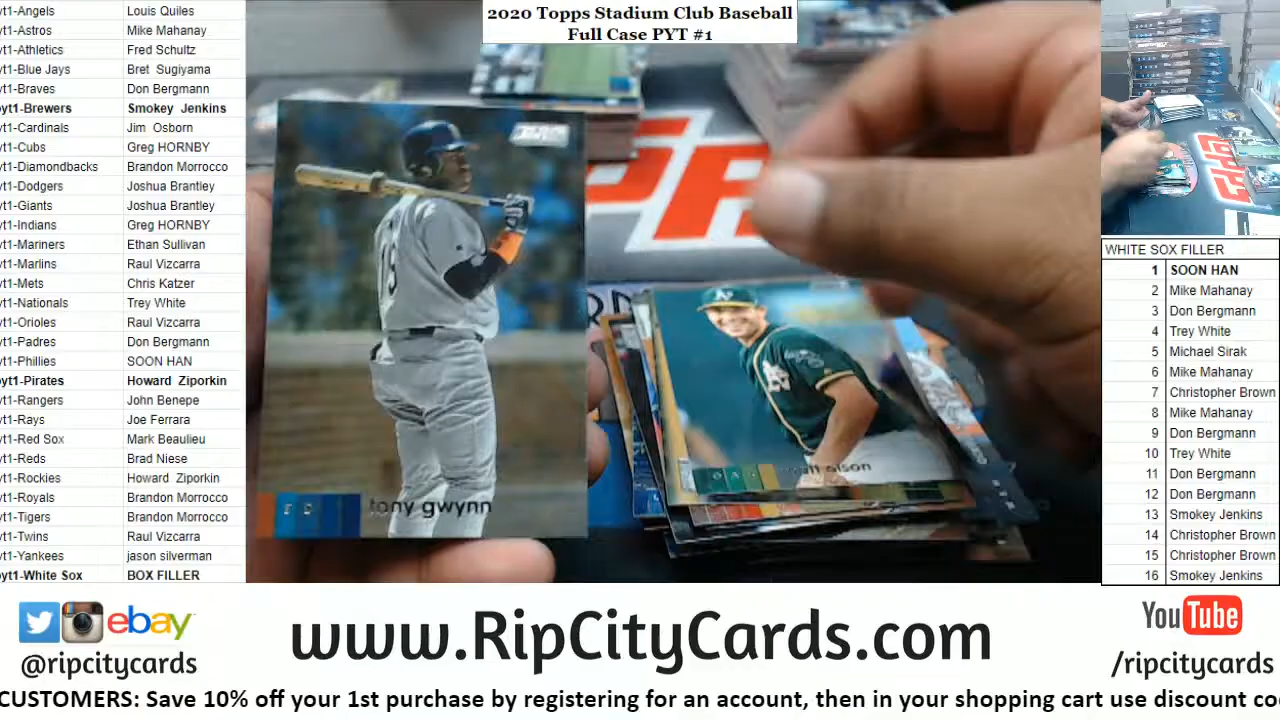 2020 Topps Stadium Club Baseball
Full Case PYT #1
yt1-Angels Louis Quiles
yt1-Astros Mike Mahanay
yt1-Athletics Fred Schultz
yt1-Blue Jays Bret Sugiyama
yt1-Braves Don Bergmann
yt1-Brewers Smokey Jenkins
yt1-Cardinals Jim Osborn
yt1-Cubs Greg HORNBY
yt1-Diamondbacks Brandon Morrocco
yt1-Dodgers Joshua Brantley
yt1-Giants Joshua Brantley
yt1-Indians Greg HORNBY
yt1-Mariners Ethan Sullivan
yt1-Marlins Raul Vizcarra
yt1-Mets Chris Katzer
yt1-Nationals Trey White
yt1-Orioles Raul Vizcarra
yt1-Padres Don Bergmann
yt1-Phillies SOON HAN
yt1-Pirates Howard Ziporkin
yt1-Rangers John Benepe
yt1-Rays Joe Ferrara
yt1-Red Sox Mark Beaulieu
yt1-Reds Brad Niese
yt1-Rockies Howard Ziporkin
yt1-Royals Brandon Morrocco
yt1-Tigers Brandon Morrocco
yt1-Twins Raul Vizcarra
yt1-Yankees jason silverman
yt1-White Sox BOX FILLER
tony gwynn
olson
WHITE SOX FILLER
1 SOON HAN
2 Mike Mahanay
3 Don Bergmann
4 Trey White
5 Michael Sirak
6 Mike Mahanay
7 Christopher Brown
8 Mike Mahanay
9 Don Bergmann
10 Trey White
11 Don Bergmann
12 Don Bergmann
13 Smokey Jenkins
14 Christopher Brown
15 Christopher Brown
16 Smokey Jenkins
ebay
@ripcitycards
www.RipCityCards.com
YouTube
/ripcitycards
CUSTOMERS: Save 10% off your 1st purchase by registering for an account, then in your shopping cart use discount co